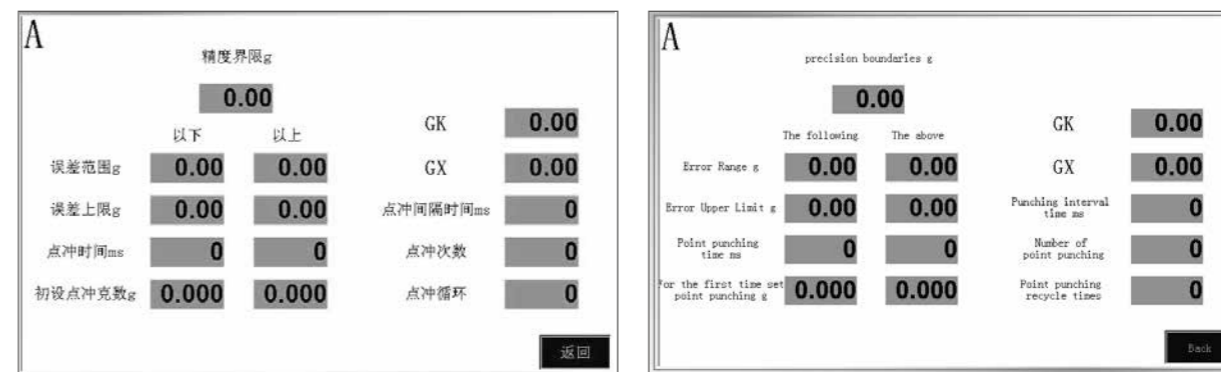 A
精度界限g
0.00
以下 以上
GK 0.00
误差范围g 0.00 0.00
GX 0.00
误差上限g 0.00 0.00
点冲间隔时间ms 0
点冲时间ms 0 0
点冲次数 0
初设点冲克数g 0.000 0.000
点冲循环 0
返回
A
precision boundaries g
0.00
The following The above
GK 0.00
Error Range g 0.00 0.00
GX 0.00
Error Upper Limit g 0.00 0.00
Punching interval
time ms 0
Point punching
time ms 0 0
Number of
point punching 0
For the first time set
point punching g 0.000 0.000
Point punching
recycle times 0
Back